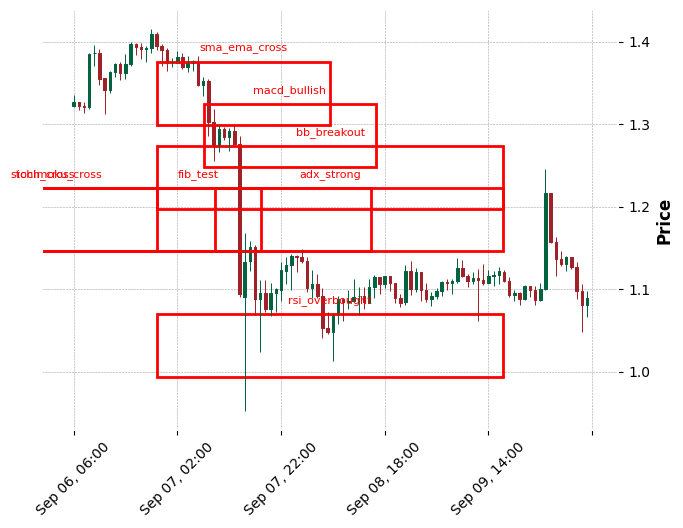 1.4
sma_ema_cross
macd_bullish
1.3
bb_breakout
fib_test
adx_strong
1.2
Price
1.1
rsi_overbought
1.0
Sep 06, 06:00
Sep 07, 02:00
Sep 07, 22:00
Sep 08, 18:00
Sep 09, 14:00